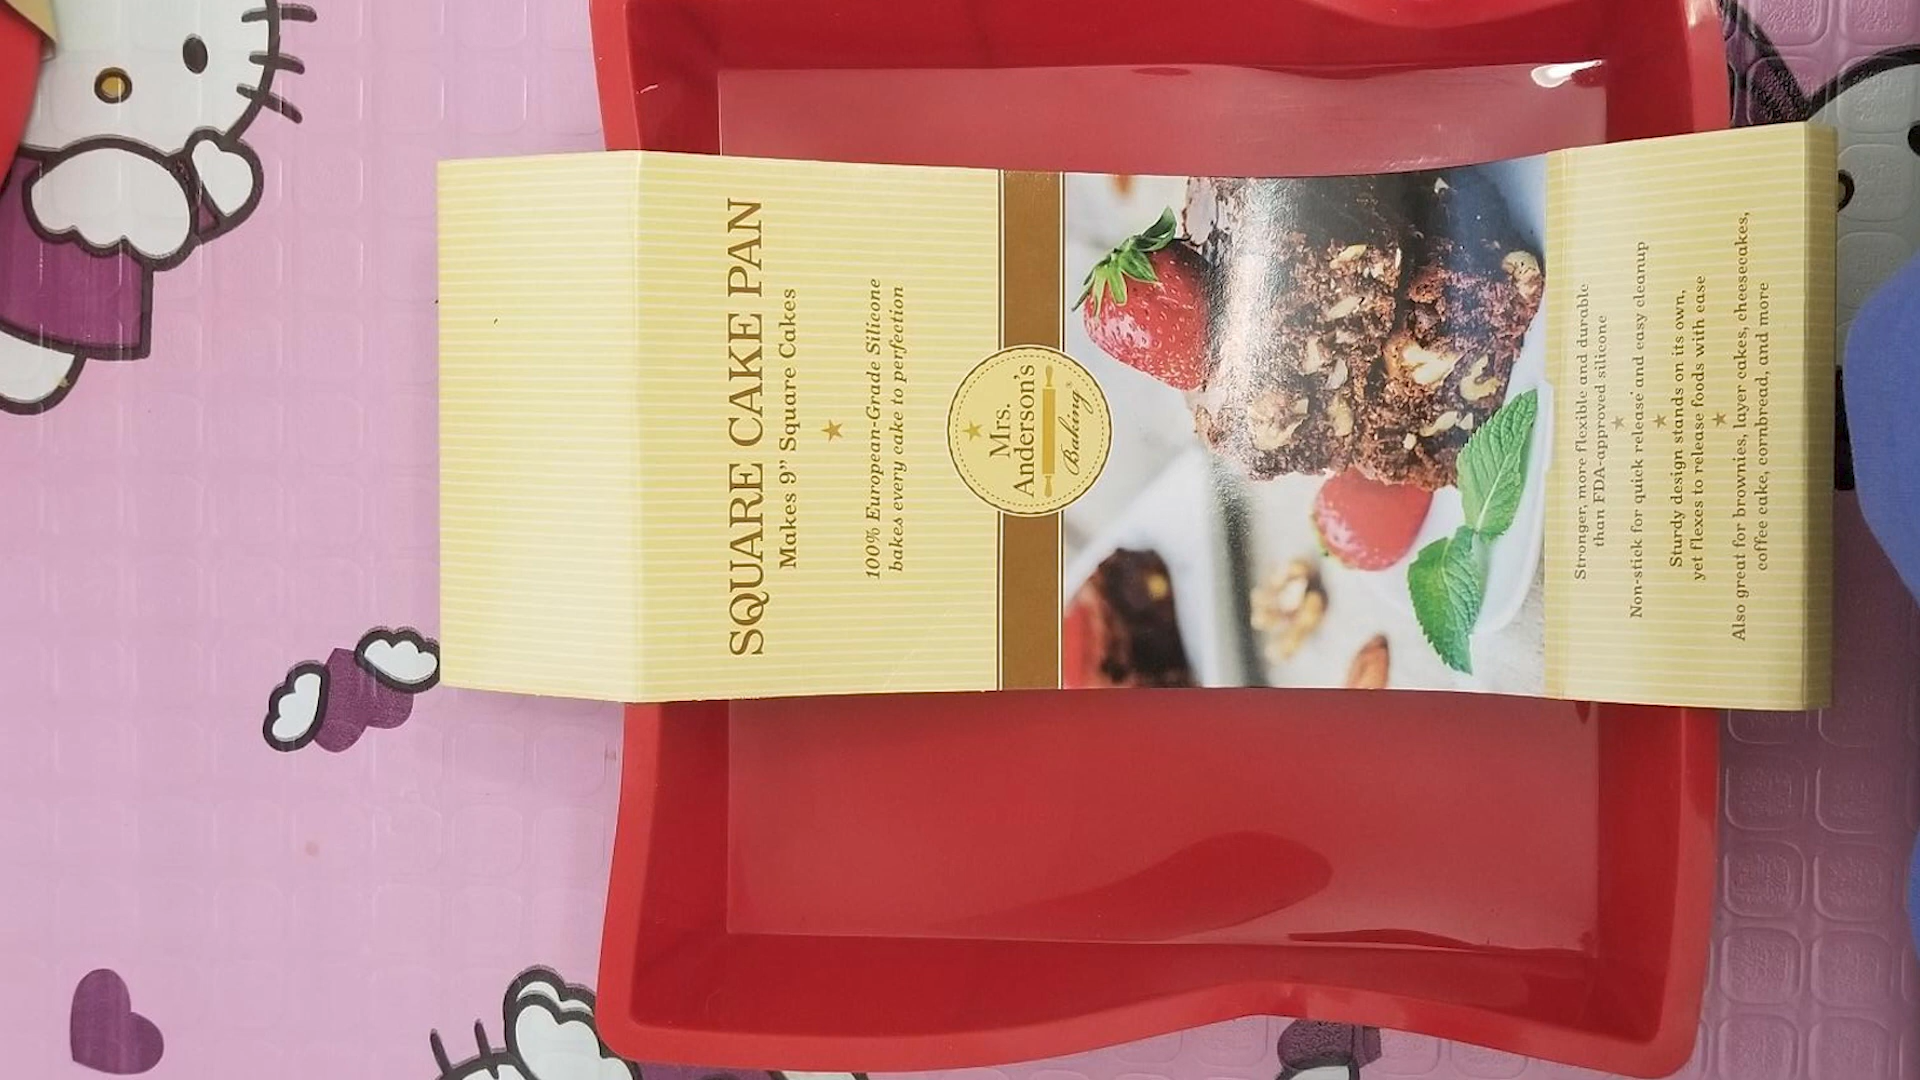 SQUARE CAKE PAN
Makes 9” Square Cakes
100% European-Grade Silicone
bakes every cake to perfection
Mrs.
Anderson's
Baking®
Stronger, more flexible and durable
than FDA-approved silicone
Non-stick for quick release and easy cleanup
Sturdy design stands on its own,
yet flexes to release foods with ease
Also great for brownies, layer cakes, cheesecakes,
coffee cake, cornbread, and more